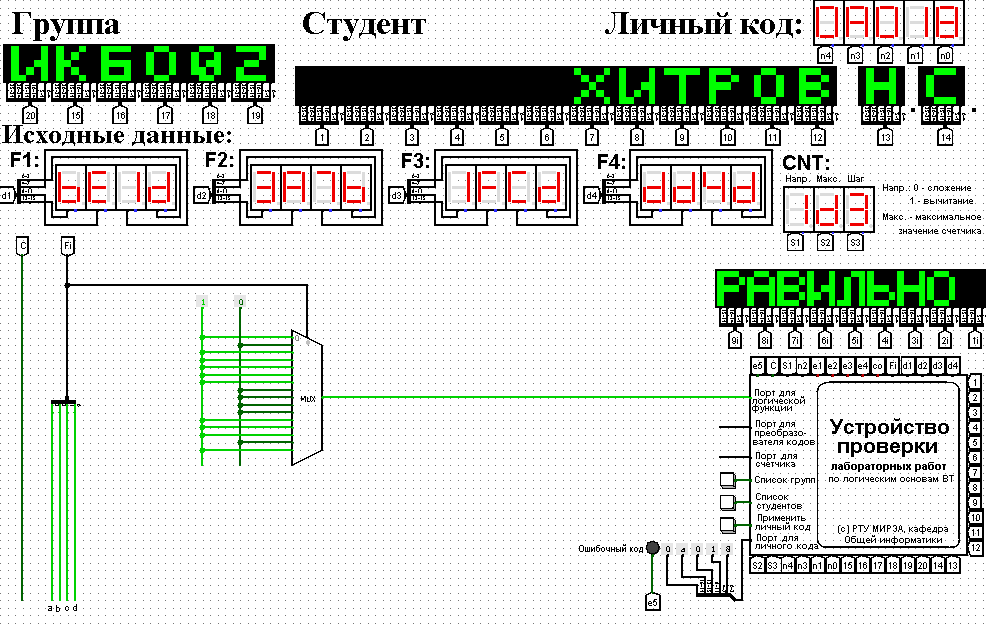 Группа
Студент
Личный код: 0A018
n4 n3 n2 n1 n0
ИКБО02
20 15 16 17 18 19
ХИТРОВ Н.С.
1 2 3 4 5 6 7 8 9 10 11 12 13 14
Исходные данные:
F1: bE1d
F2: 3A7b
F3: 1FCd
F4: dd4d
CNT:
Напр. Макс. Шаг
1d3
S1 S2 S3
d1 d2 d3 d4
Напр.: 0 - сложение
1 - вычитание
Макс. - максимальное
значение счетчика
C Fi
1 0
MUX
РАВИЛЬНО
9i 8i 7i 6i 5i 4i 3i 2i 1i
e5 C S1 n2 e1 e2 e3 e4 co Fi d1 d2 d3 d4
Порт для
логической
функции
Порт для
преобразо-
вателя кодов
Порт для
счетчика
Список групп
Список
студентов
Применить
личный код
Порт для
личного кода
Устройство
проверки
лабораторных работ
по логическим основам ВТ
(с) РТУ МИРЭА, кафедра
Общей информатики
1
2
3
4
5
6
7
8
9
10
11
12
S2 S3 n4 n3 n1 n0 15 16 17 18 19 20 14 13
Ошибочный код
e5
a b c d